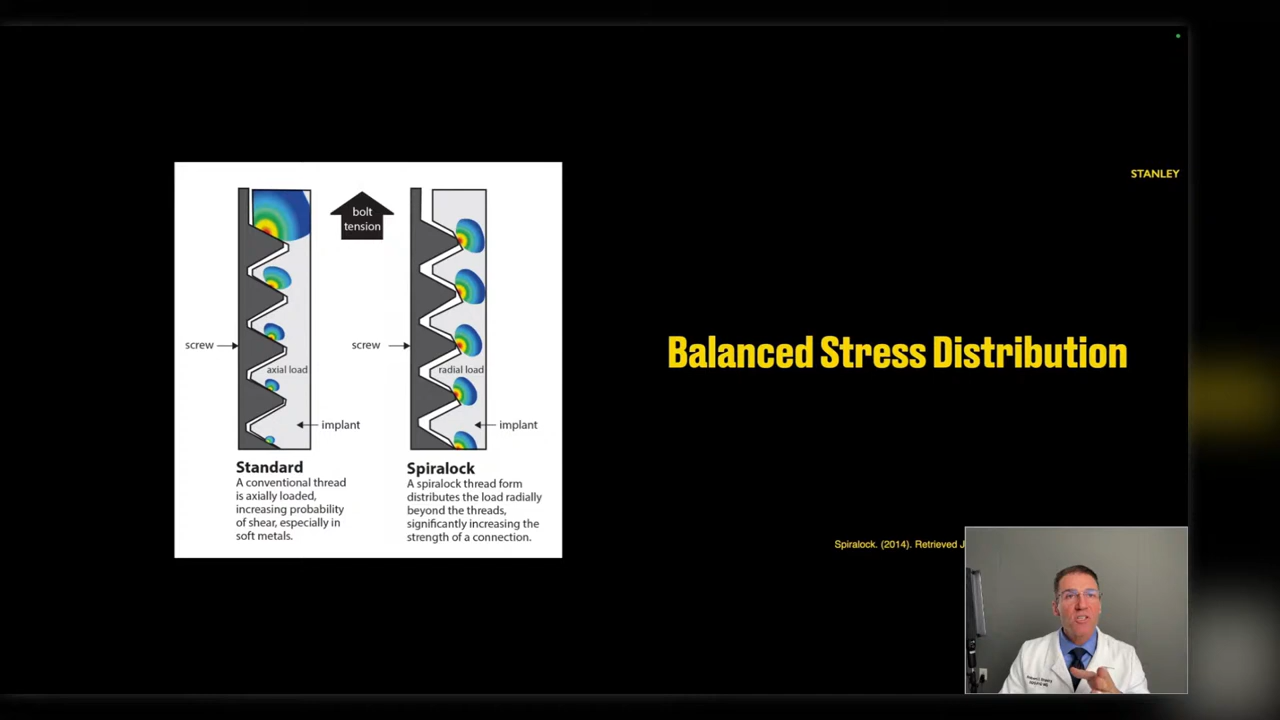 STANLEY
bolt
tension
screw
screw
axial load
radial load
implant
implant
Standard
A conventional thread
is axially loaded,
increasing probability
of shear, especially in
soft metals.
Spiralock
A spiralock thread form
distributes the load radially
beyond the threads,
significantly increasing the
strength of a connection.
Balanced Stress Distribution
Spiralock. (2014). Retrieved